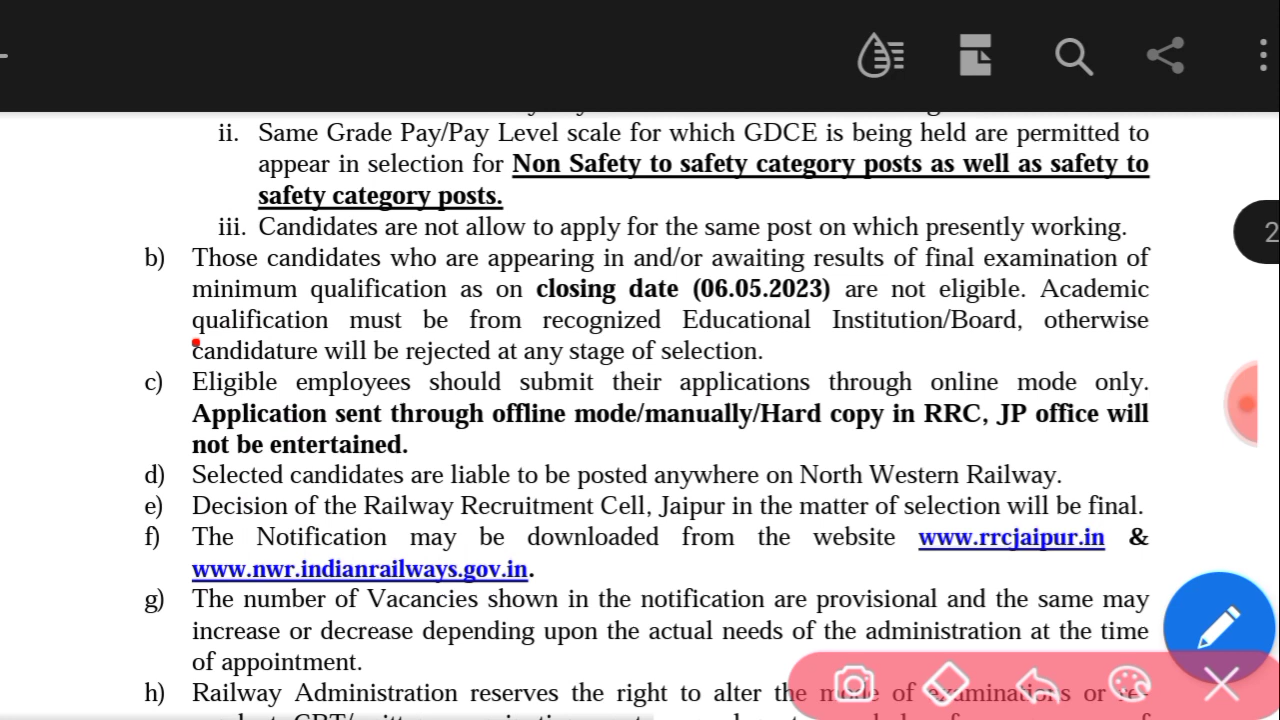 ii. Same Grade Pay/Pay Level scale for which GDCE is being held are permitted to
appear in selection for Non Safety to safety category posts as well as safety to
safety category posts.
iii. Candidates are not allow to apply for the same post on which presently working.
b) Those candidates who are appearing in and/or awaiting results of final examination of
minimum qualification as on closing date (06.05.2023) are not eligible. Academic
qualification must be from recognized Educational Institution/Board, otherwise
candidature will be rejected at any stage of selection.
c) Eligible employees should submit their applications through online mode only.
Application sent through offline mode/manually/Hard copy in RRC, JP office will
not be entertained.
d) Selected candidates are liable to be posted anywhere on North Western Railway.
e) Decision of the Railway Recruitment Cell, Jaipur in the matter of selection will be final.
f) The Notification may be downloaded from the website www.rrcjaipur.in &
www.nwr.indianrailways.gov.in.
g) The number of Vacancies shown in the notification are provisional and the same may
increase or decrease depending upon the actual needs of the administration at the time
of appointment.
h) Railway Administration reserves the right to alter the mode of examinations or re-
2